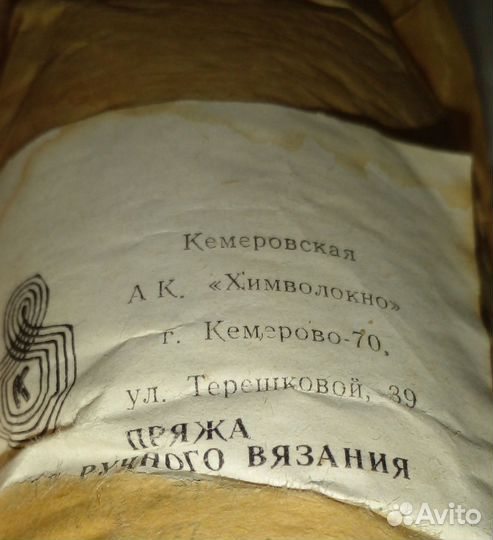 Кемеровская
А К. «Химволокно»
г. Кемерово-70,
ул. Терешковой, 39
К
ПРЯЖА
РУЧНОГО ВЯЗАНИЯ
Avito